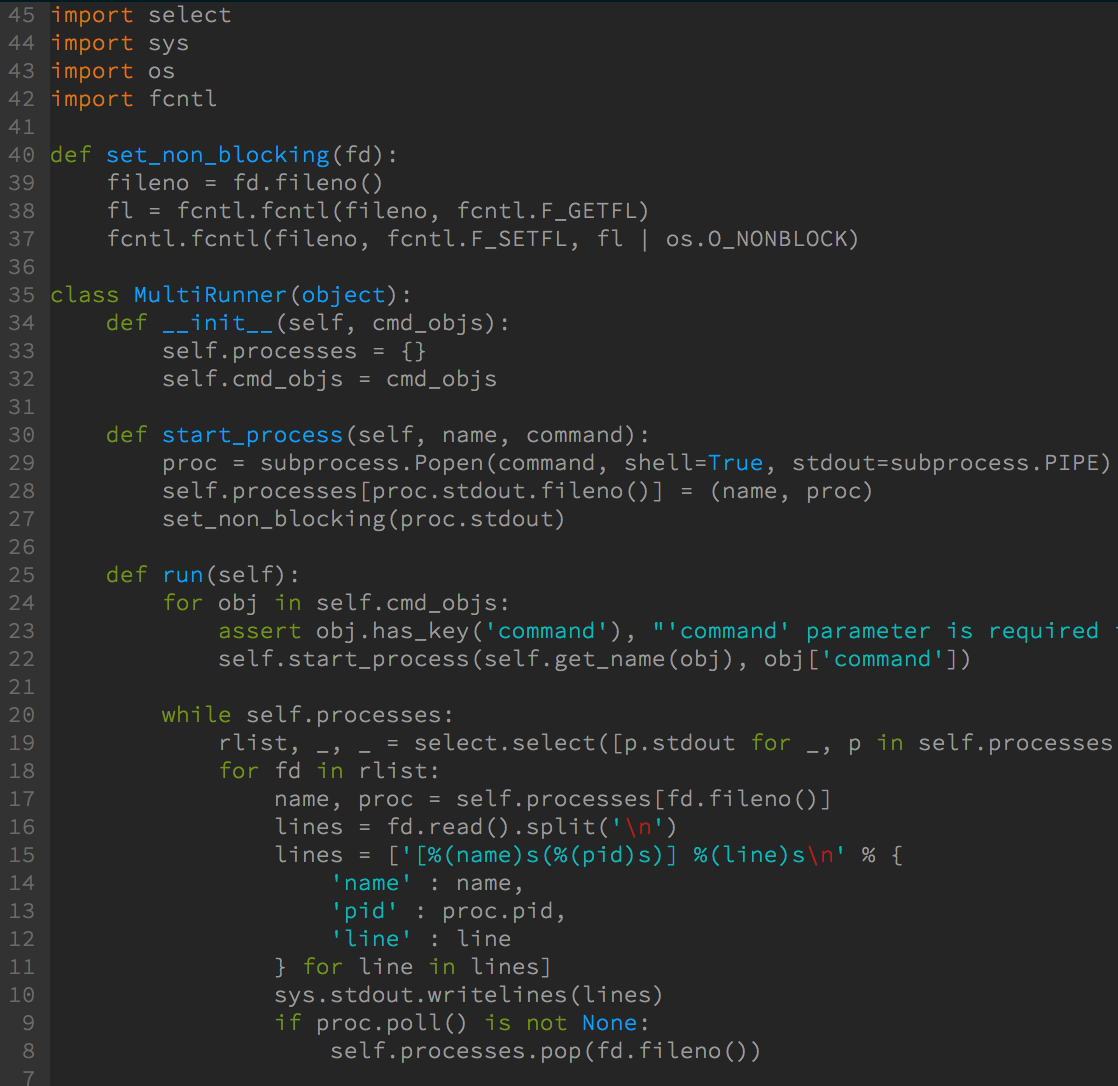 45 import select
44 import sys
43 import os
42 import fcntl
41
40 def set_non_blocking(fd):
39     fileno = fd.fileno()
38     fl = fcntl.fcntl(fileno, fcntl.F_GETFL)
37     fcntl.fcntl(fileno, fcntl.F_SETFL, fl | os.O_NONBLOCK)
36
35 class MultiRunner(object):
34     def __init__(self, cmd_objs):
33         self.processes = {}
32         self.cmd_objs = cmd_objs
31
30     def start_process(self, name, command):
29         proc = subprocess.Popen(command, shell=True, stdout=subprocess.PIPE)
28         self.processes[proc.stdout.fileno()] = (name, proc)
27         set_non_blocking(proc.stdout)
26
25     def run(self):
24         for obj in self.cmd_objs:
23             assert obj.has_key('command'), "'command' parameter is required
22             self.start_process(self.get_name(obj), obj['command'])
21
20         while self.processes:
19             rlist, _, _ = select.select([p.stdout for _, p in self.processes
18             for fd in rlist:
17                 name, proc = self.processes[fd.fileno()]
16                 lines = fd.read().split('\n')
15                 lines = ['[%(name)s(%(pid)s)] %(line)s\n' % {
14                     'name' : name,
13                     'pid' : proc.pid,
12                     'line' : line
11                 } for line in lines]
10                 sys.stdout.writelines(lines)
9                 if proc.poll() is not None:
8                     self.processes.pop(fd.fileno())
7